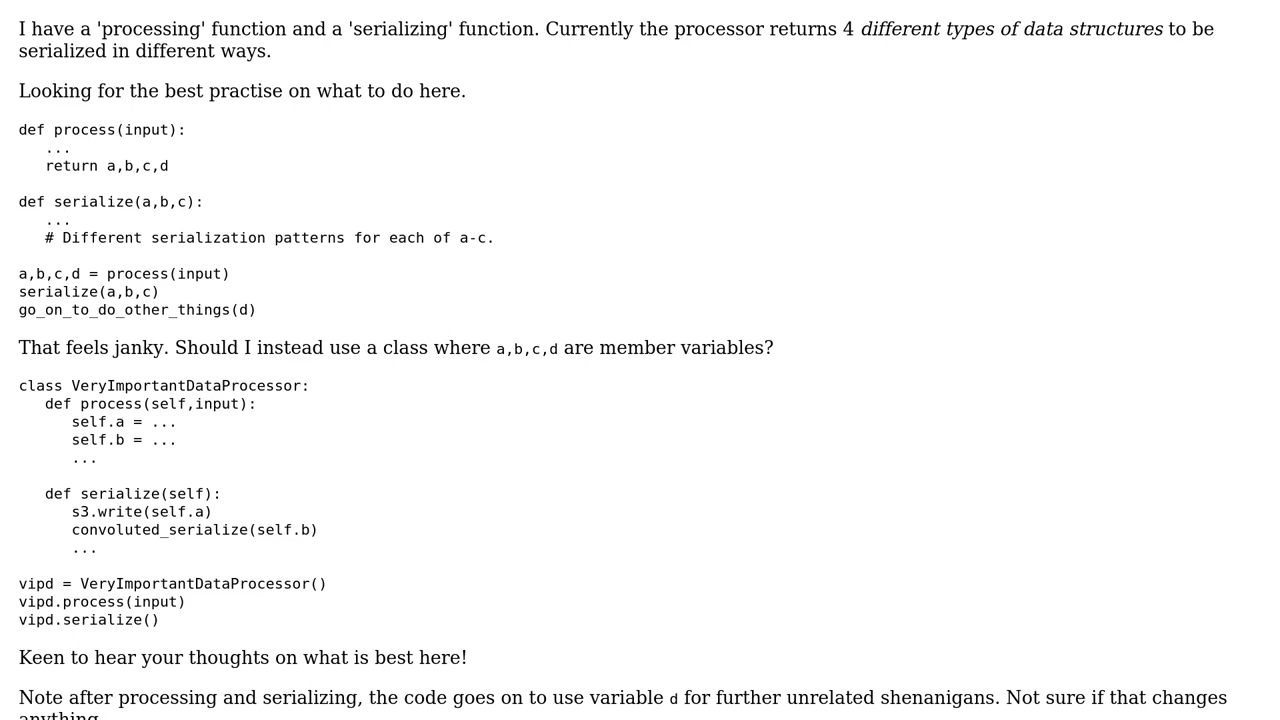 I have a 'processing' function and a 'serializing' function. Currently the processor returns 4 different types of data structures to be
serialized in different ways.
Looking for the best practise on what to do here.
def process(input):
   ...
   return a,b,c,d
def serialize(a,b,c):
   ...
   # Different serialization patterns for each of a-c.
a,b,c,d = process(input)
serialize(a,b,c)
go_on_to_do_other_things(d)
That feels janky. Should I instead use a class where a,b,c,d are member variables?
class VeryImportantDataProcessor:
   def process(self,input):
      self.a = ...
      self.b = ...
      ...
   def serialize(self):
      s3.write(self.a)
      convoluted_serialize(self.b)
      ...
vipd = VeryImportantDataProcessor()
vipd.process(input)
vipd.serialize()
Keen to hear your thoughts on what is best here!
Note after processing and serializing, the code goes on to use variable d for further unrelated shenanigans. Not sure if that changes
anything.